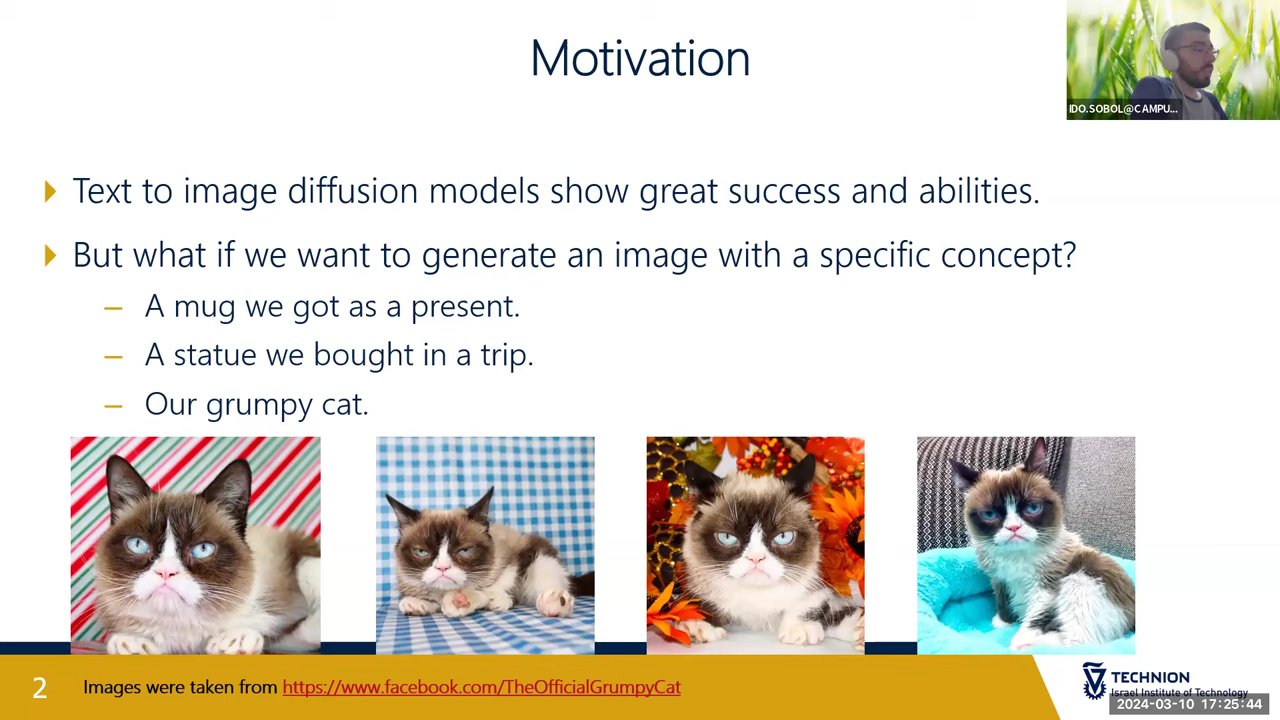 Motivation
IDO.SOBOL@CAMPU...
Text to image diffusion models show great success and abilities.
But what if we want to generate an image with a specific concept?
– A mug we got as a present.
– A statue we bought in a trip.
– Our grumpy cat.
2
Images were taken from https://www.facebook.com/TheOfficialGrumpyCat
TECHNION
Israel Institute of Technology
2024-03-10 17:25:44